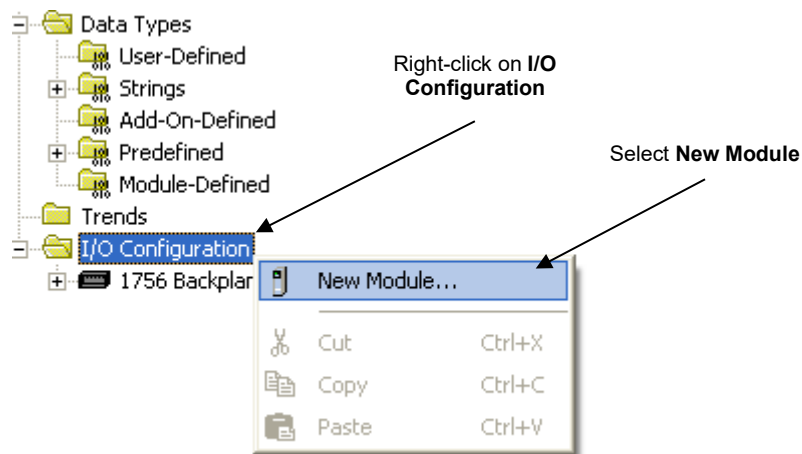 Data Types
User-Defined
Strings
Add-On-Defined
Predefined
Module-Defined
Trends
I/O Configuration
1756 Backplan
Right-click on I/O
Configuration
Select New Module
New Module...
Cut Ctrl+X
Copy Ctrl+C
Paste Ctrl+V